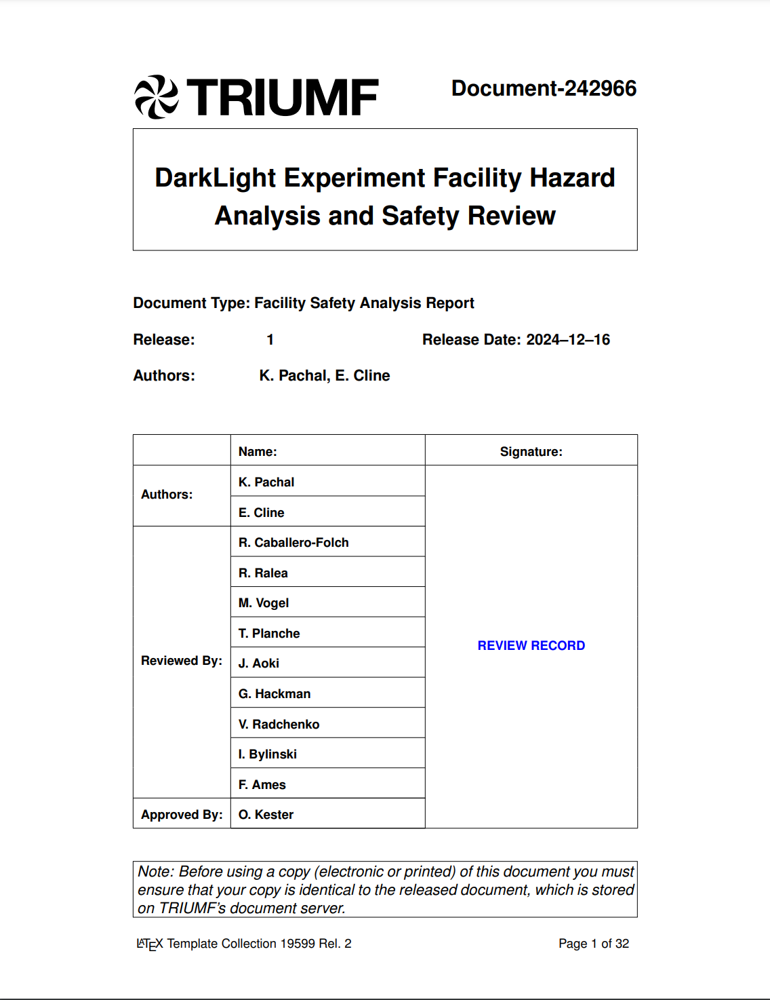 TRIUMF
Document-242966
DarkLight Experiment Facility Hazard
Analysis and Safety Review
Document Type: Facility Safety Analysis Report
Release: 1 Release Date: 2024–12–16
Authors: K. Pachal, E. Cline
Name: Signature:
Authors:
K. Pachal
E. Cline
Reviewed By:
R. Caballero-Folch
R. Ralea
M. Vogel
T. Planche
J. Aoki
G. Hackman
V. Radchenko
I. Bylinski
F. Ames
REVIEW RECORD
Approved By: O. Kester
Note: Before using a copy (electronic or printed) of this document you must
ensure that your copy is identical to the released document, which is stored
on TRIUMF's document server.
LATEX Template Collection 19599 Rel. 2 Page 1 of 32